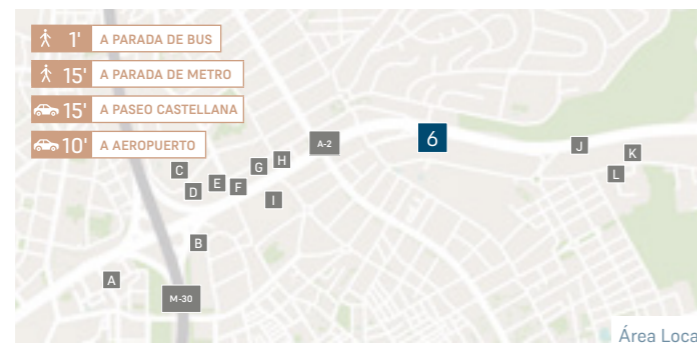 1' A PARADA DE BUS
15' A PARADA DE METRO
15' A PASEO CASTELLANA
10' A AEROPUERTO
A-2
6
J
K
H
G
C
L
E
F
D
I
B
A
M-30
Área Loca